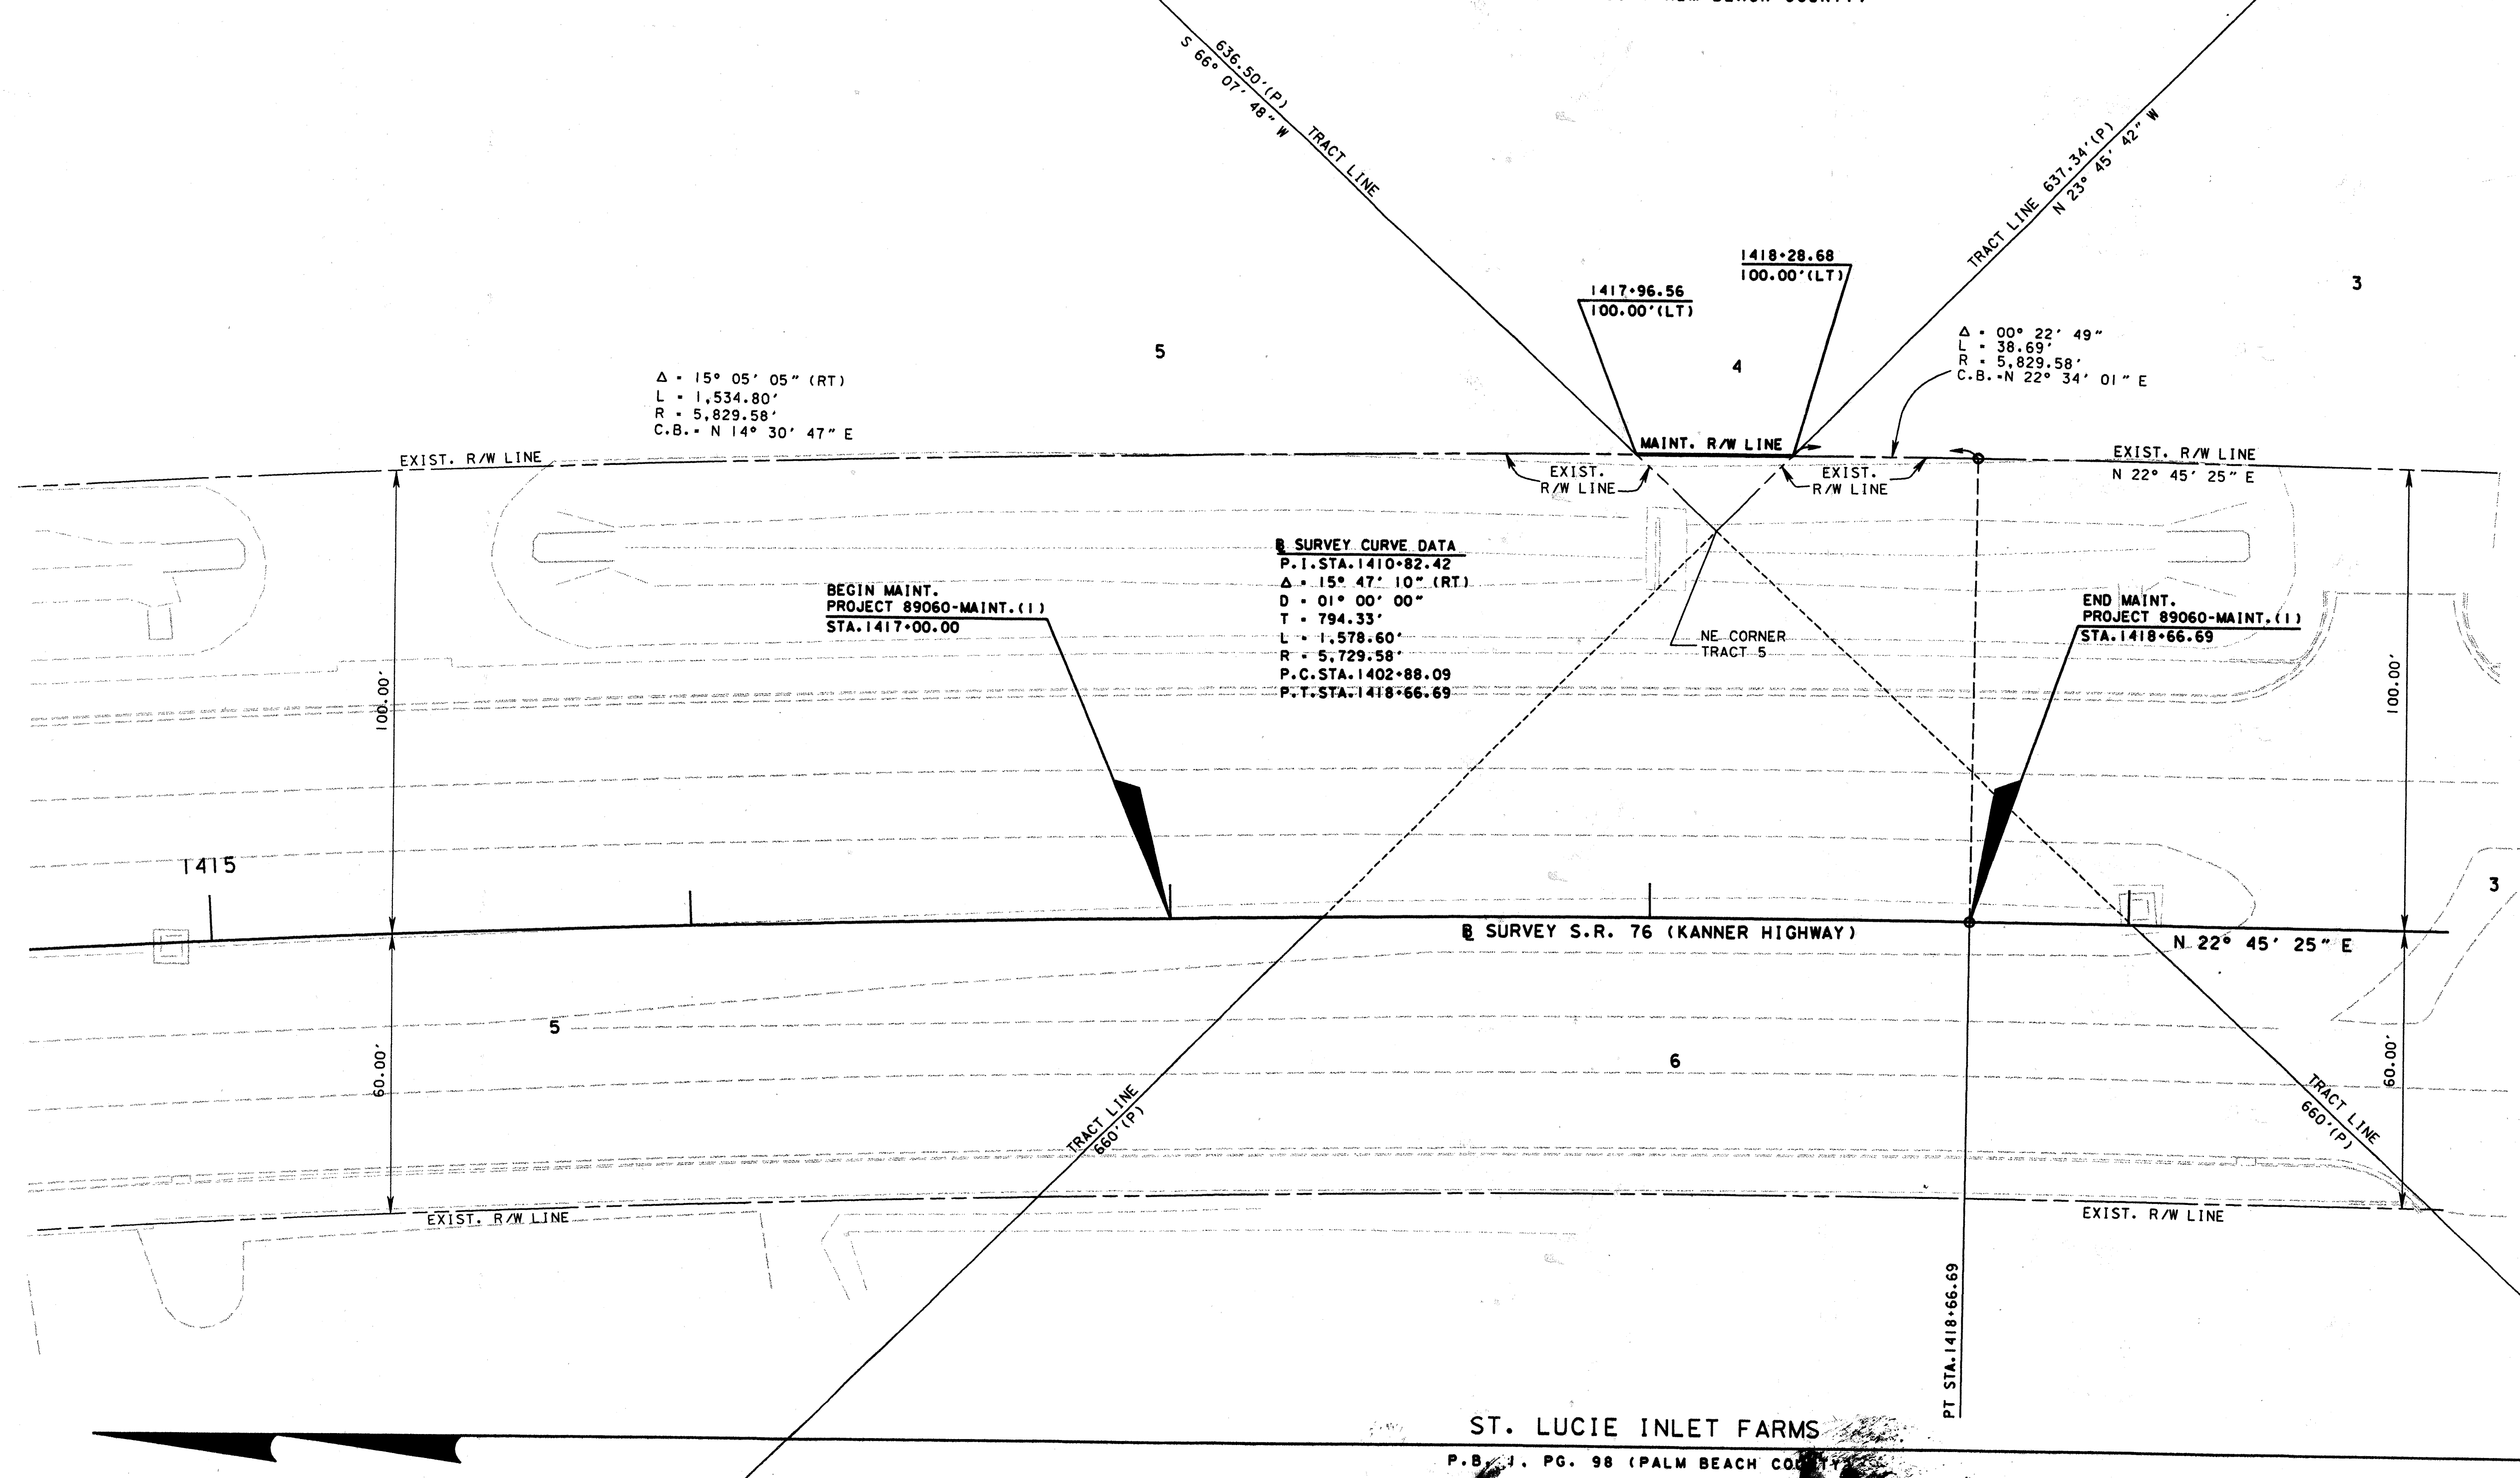 636.50'(P)
S 66° 07' 48" W
TRACT LINE
TRACT LINE 637.34'(P)
N 23° 45' 42" W
3
1418+28.68
100.00'(LT)
1417+96.56
100.00'(LT)
5
4
Δ = 00° 22' 49"
L = 38.69'
R = 5,829.58'
C.B.=N 22° 34' 01" E
Δ = 15° 05' 05" (RT)
L = 1,534.80'
R = 5,829.58'
C.B.= N 14° 30' 47" E
EXIST. R/W LINE
MAINT. R/W LINE
EXIST. R/W LINE
N 22° 45' 25" E
EXIST.
R/W LINE
EXIST.
R/W LINE
℄ SURVEY CURVE DATA
P.I.STA.1410+82.42
Δ = 15° 47' 10" (RT)
D = 01° 00' 00"
T = 794.33'
L = 1,578.60'
R = 5,729.58'
P.C.STA.1402+88.09
P.T.STA.1418+66.69
BEGIN MAINT.
PROJECT 89060-MAINT.(1)
STA.1417+00.00
NE CORNER
TRACT 5
END MAINT.
PROJECT 89060-MAINT.(1)
STA.1418+66.69
100.00'
100.00'
1415
3
SURVEY S.R. 76 (KANNER HIGHWAY)
N 22° 45' 25" E
5
6
60.00'
60.00'
TRACT LINE
660'(P)
TRACT LINE
660'(P)
EXIST. R/W LINE
EXIST. R/W LINE
PT STA.1418+66.69
ST. LUCIE INLET FARMS
P.B. 1, PG. 98 (PALM BEACH COUNTY)